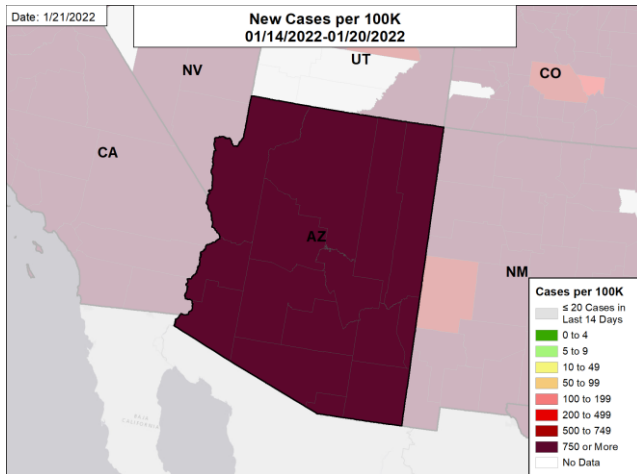 Date: 1/21/2022
New Cases per 100K
01/14/2022-01/20/2022
UT
NV
CO
CA
AZ
NM
BAJA
CALIFORNIA
Cases per 100K
≤ 20 Cases in
Last 14 Days
0 to 4
5 to 9
10 to 49
50 to 99
100 to 199
200 to 499
500 to 749
750 or More
No Data